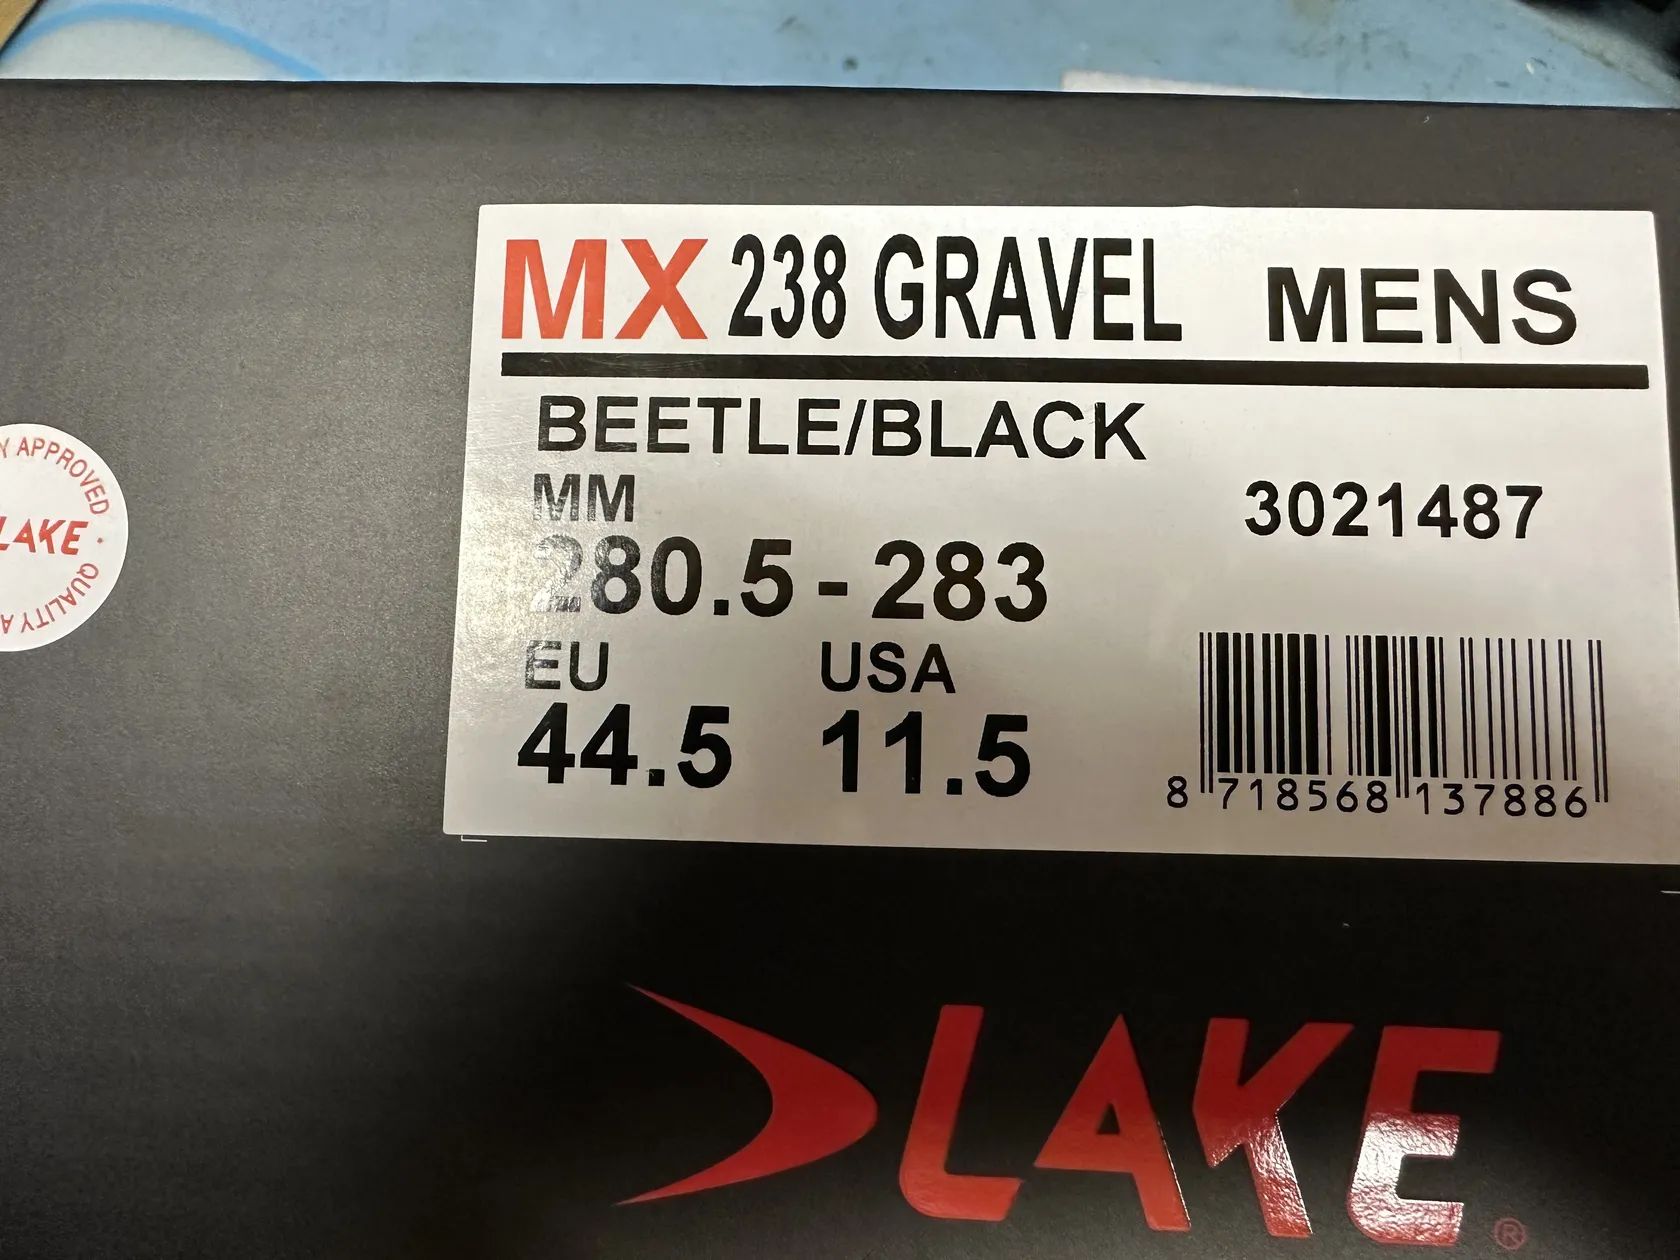 MX 238 GRAVEL MENS
BEETLE/BLACK
MM
3021487
280.5 - 283
EU USA
44.5 11.5
8 718568 137886
Y APPROVED
LAKE ·
QUALITY A
LAKE ®